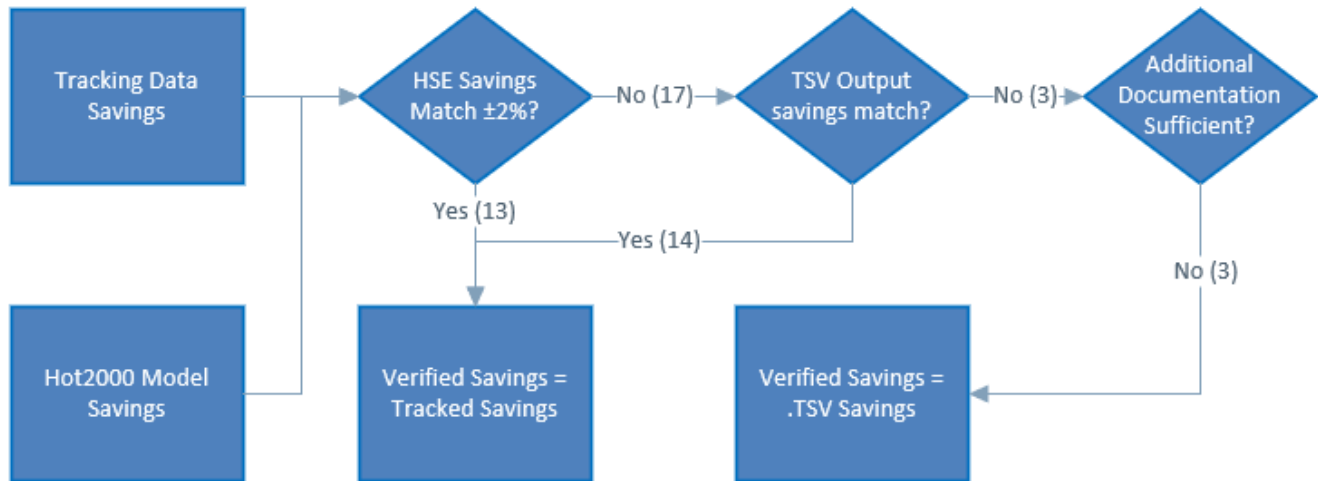 Tracking Data
Savings
HSE Savings
Match ±2%?
No (17)
TSV Output
savings match?
No (3)
Additional
Documentation
Sufficient?
Yes (13)
Yes (14)
No (3)
Hot2000 Model
Savings
Verified Savings =
Tracked Savings
Verified Savings =
.TSV Savings